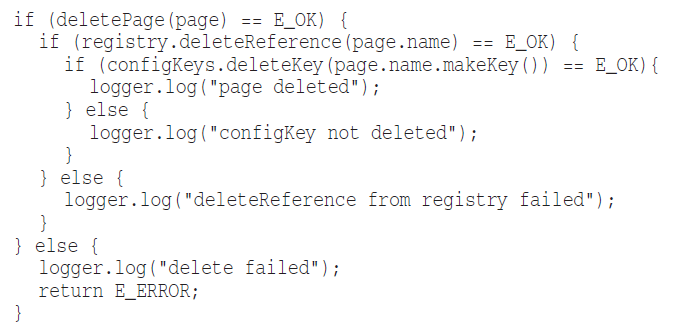 if (deletePage(page) == E_OK) {
  if (registry.deleteReference(page.name) == E_OK) {
    if (configKeys.deleteKey(page.name.makeKey()) == E_OK){
      logger.log("page deleted");
    } else {
      logger.log("configKey not deleted");
    }
  } else {
    logger.log("deleteReference from registry failed");
  }
} else {
  logger.log("delete failed");
  return E_ERROR;
}